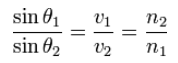 sin θ₁ / sin θ₂ = v₁ / v₂ = n₂ / n₁